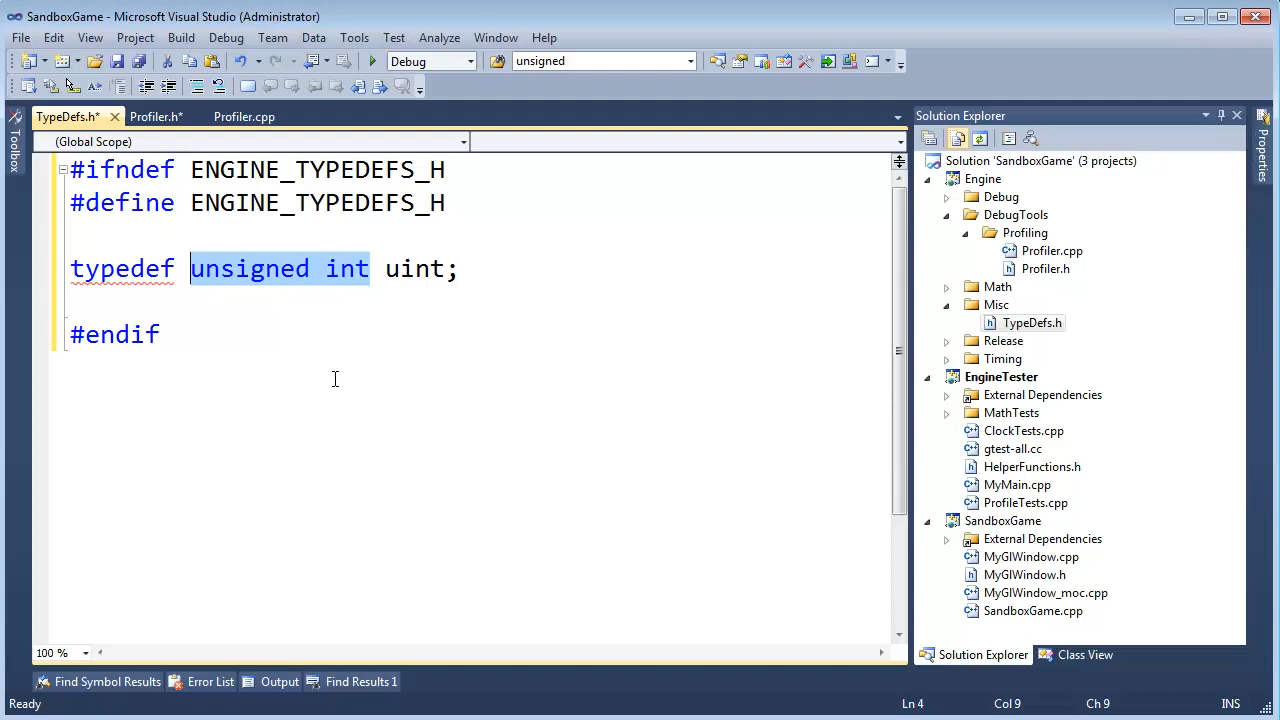 SandboxGame - Microsoft Visual Studio (Administrator)
File Edit View Project Build Debug Team Data Tools Test Analyze Window Help
Debug unsigned
TypeDefs.h* Profiler.h* Profiler.cpp
(Global Scope)
#ifndef ENGINE_TYPEDEFS_H
#define ENGINE_TYPEDEFS_H
typedef unsigned int uint;
#endif
100 %
Toolbox
Solution Explorer
Solution 'SandboxGame' (3 projects)
Engine
Debug
DebugTools
Profiling
Profiler.cpp
Profiler.h
Math
Misc
TypeDefs.h
Release
Timing
EngineTester
External Dependencies
MathTests
ClockTests.cpp
gtest-all.cc
HelperFunctions.h
MyMain.cpp
ProfileTests.cpp
SandboxGame
External Dependencies
MyGlWindow.cpp
MyGlWindow.h
MyGlWindow_moc.cpp
SandboxGame.cpp
Solution Explorer Class View
Properties
Find Symbol Results Error List Output Find Results 1
Ready Ln 4 Col 9 Ch 9 INS